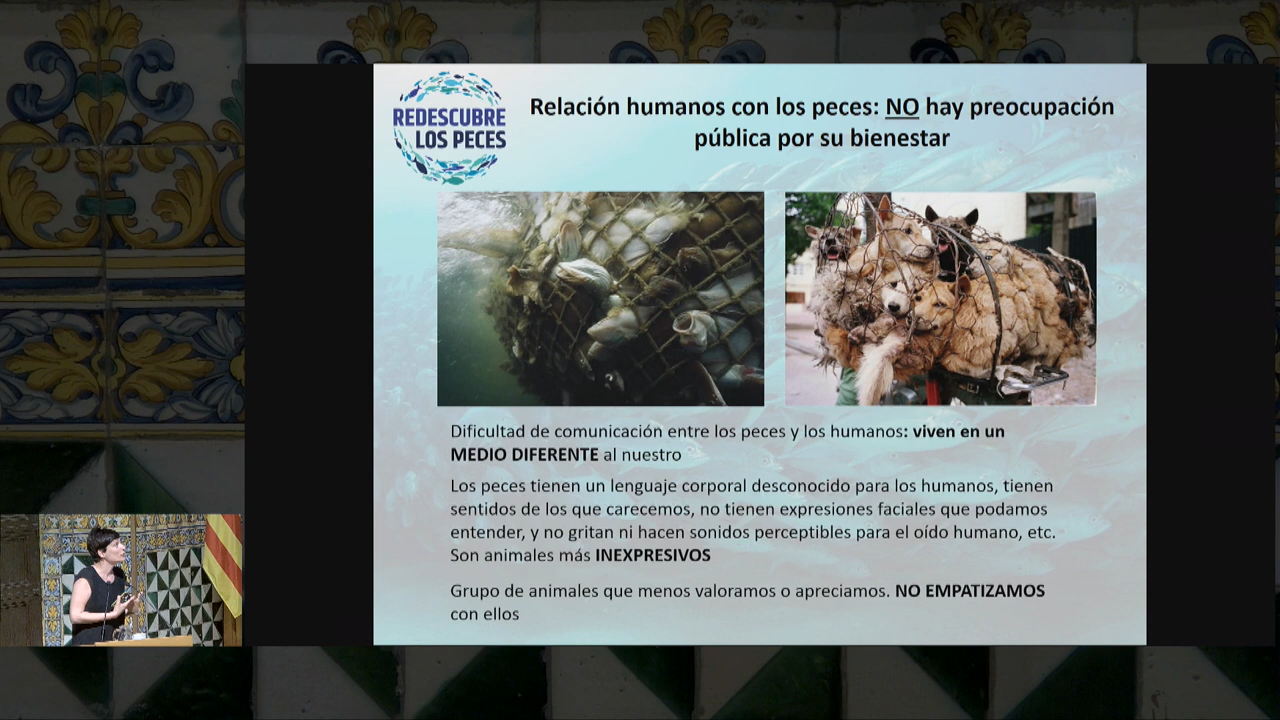 REDESCUBRE
LOS PECES
Relación humanos con los peces: NO hay preocupación
pública por su bienestar
Dificultad de comunicación entre los peces y los humanos: viven en un
MEDIO DIFERENTE al nuestro
Los peces tienen un lenguaje corporal desconocido para los humanos, tienen
sentidos de los que carecemos, no tienen expresiones faciales que podamos
entender, y no gritan ni hacen sonidos perceptibles para el oído humano, etc.
Son animales más INEXPRESIVOS
Grupo de animales que menos valoramos o apreciamos. NO EMPATIZAMOS
con ellos